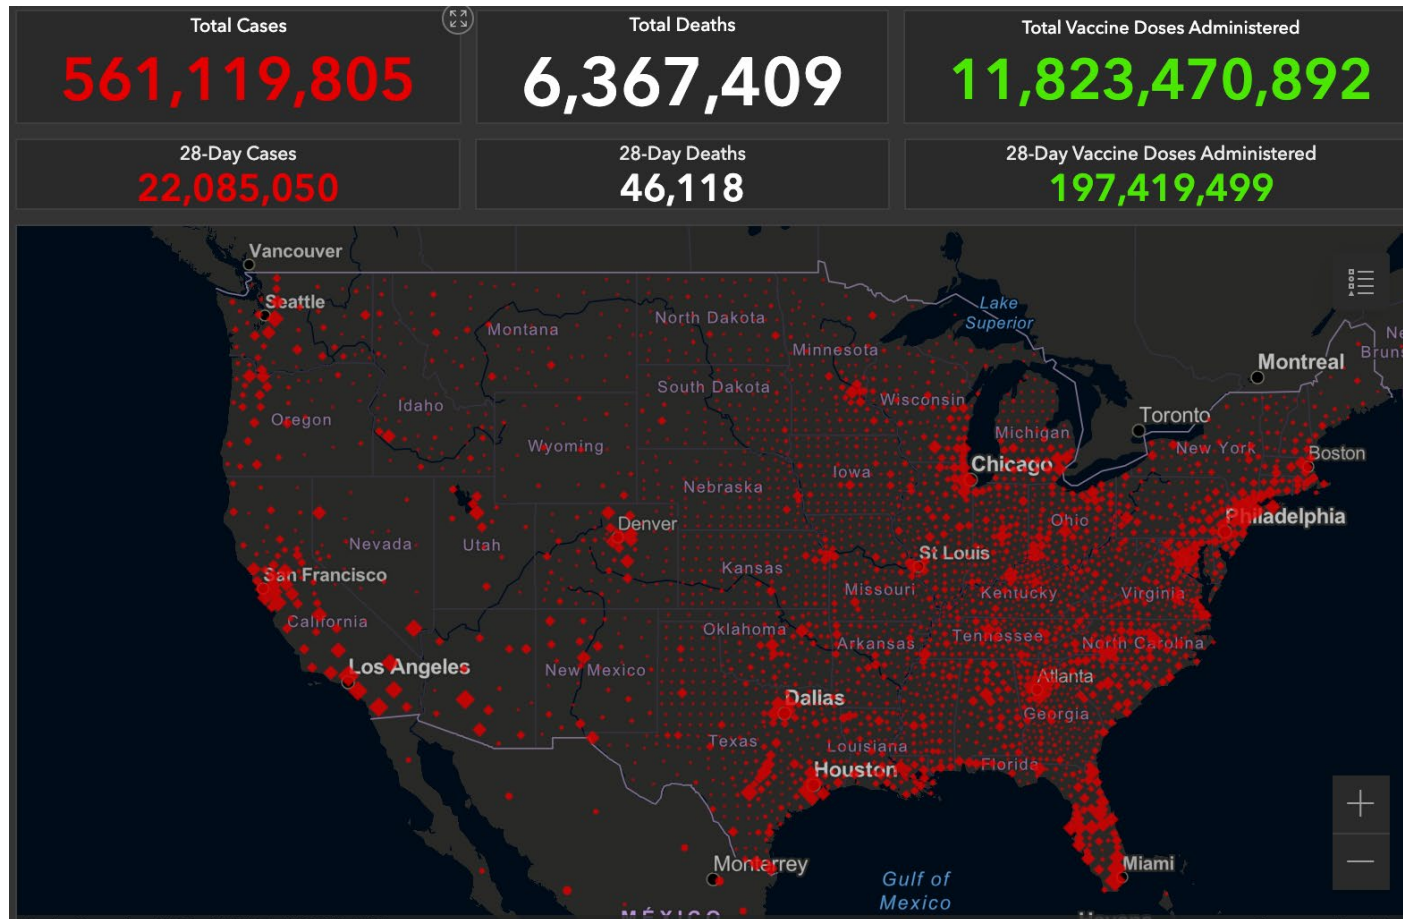 Total Cases
561,119,805
Total Deaths
6,367,409
Total Vaccine Doses Administered
11,823,470,892
28-Day Cases
22,085,050
28-Day Deaths
46,118
28-Day Vaccine Doses Administered
197,419,499
Vancouver
Seattle
Montana
North Dakota
Minnesota
Lake
Superior
Ne
Bruns
Montreal
South Dakota
Wisconsin
Oregon
Idaho
Toronto
Michigan
New York
Boston
Wyoming
Iowa
Chicago
Nebraska
Philadelphia
Ohio
Denver
Nevada
Utah
St Louis
Kansas
San Francisco
Missouri
Kentucky
Virginia
California
Oklahoma
Arkansas
Tennessee
North Carolina
Los Angeles
New Mexico
Atlanta
Dallas
Georgia
Texas
Louisiana
Houston
Florida
Monterrey
Miami
Gulf of
Mexico
MÉXICO